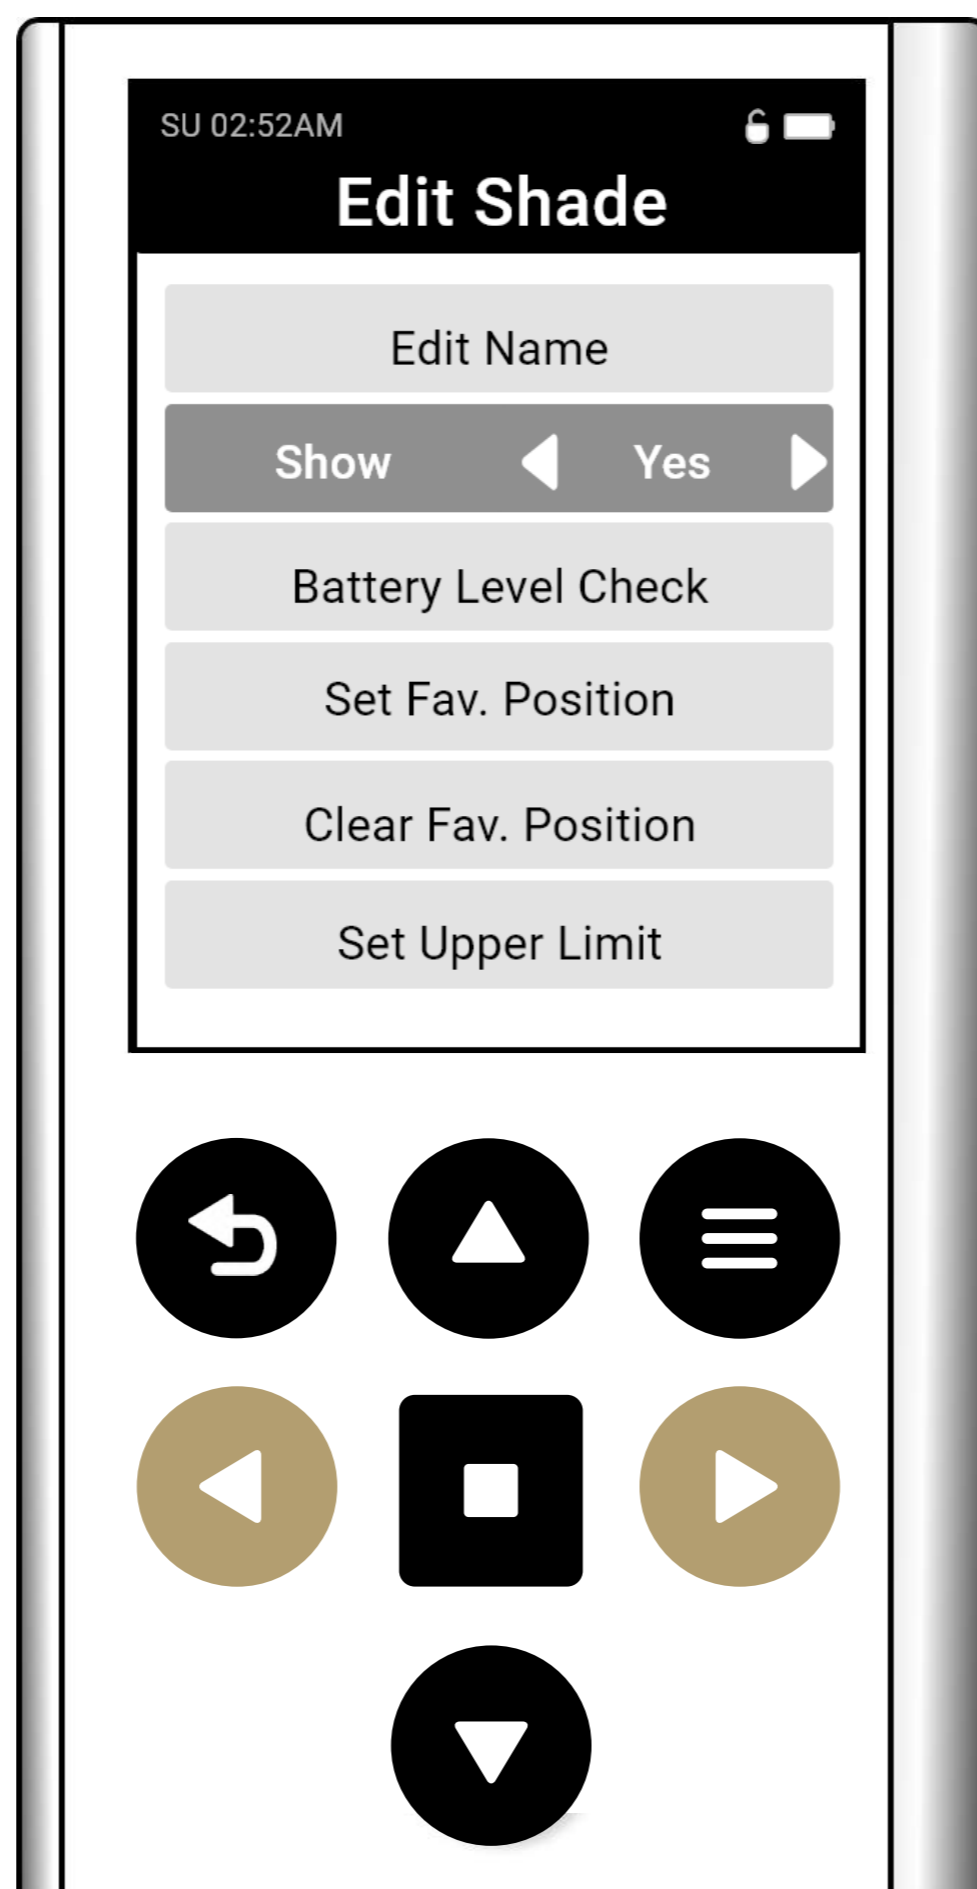 SU 02:52AM
Edit Shade
Edit Name
Show Yes
Battery Level Check
Set Fav. Position
Clear Fav. Position
Set Upper Limit